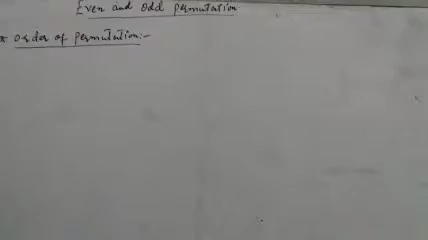 Even and odd permutation
* Order of permutation:-